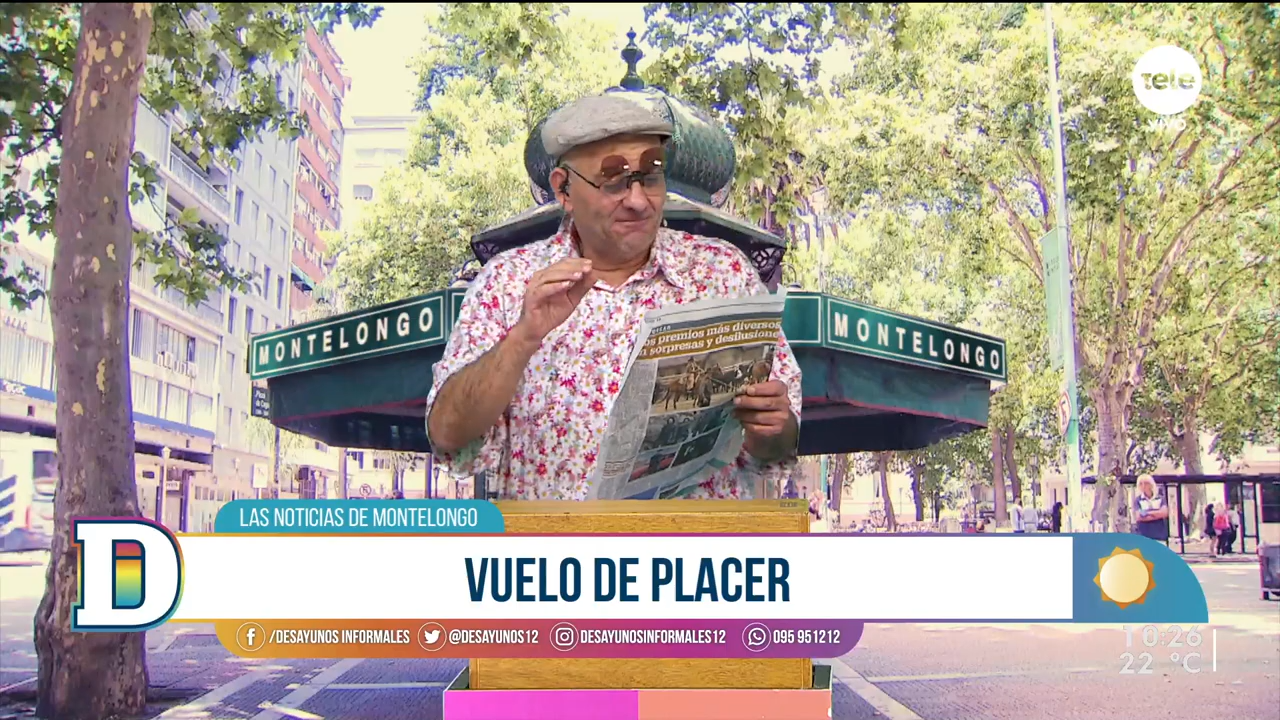 tele
VIVO
MONTELONGO
MONTELONGO
os premios más diversos
n sorpresas y desilusione
LAS NOTICIAS DE MONTELONGO
D
VUELO DE PLACER
/DESAYUNOS INFORMALES @DESAYUNOS12 DESAYUNOSINFORMALES12 095 951212
10:26
22 °C